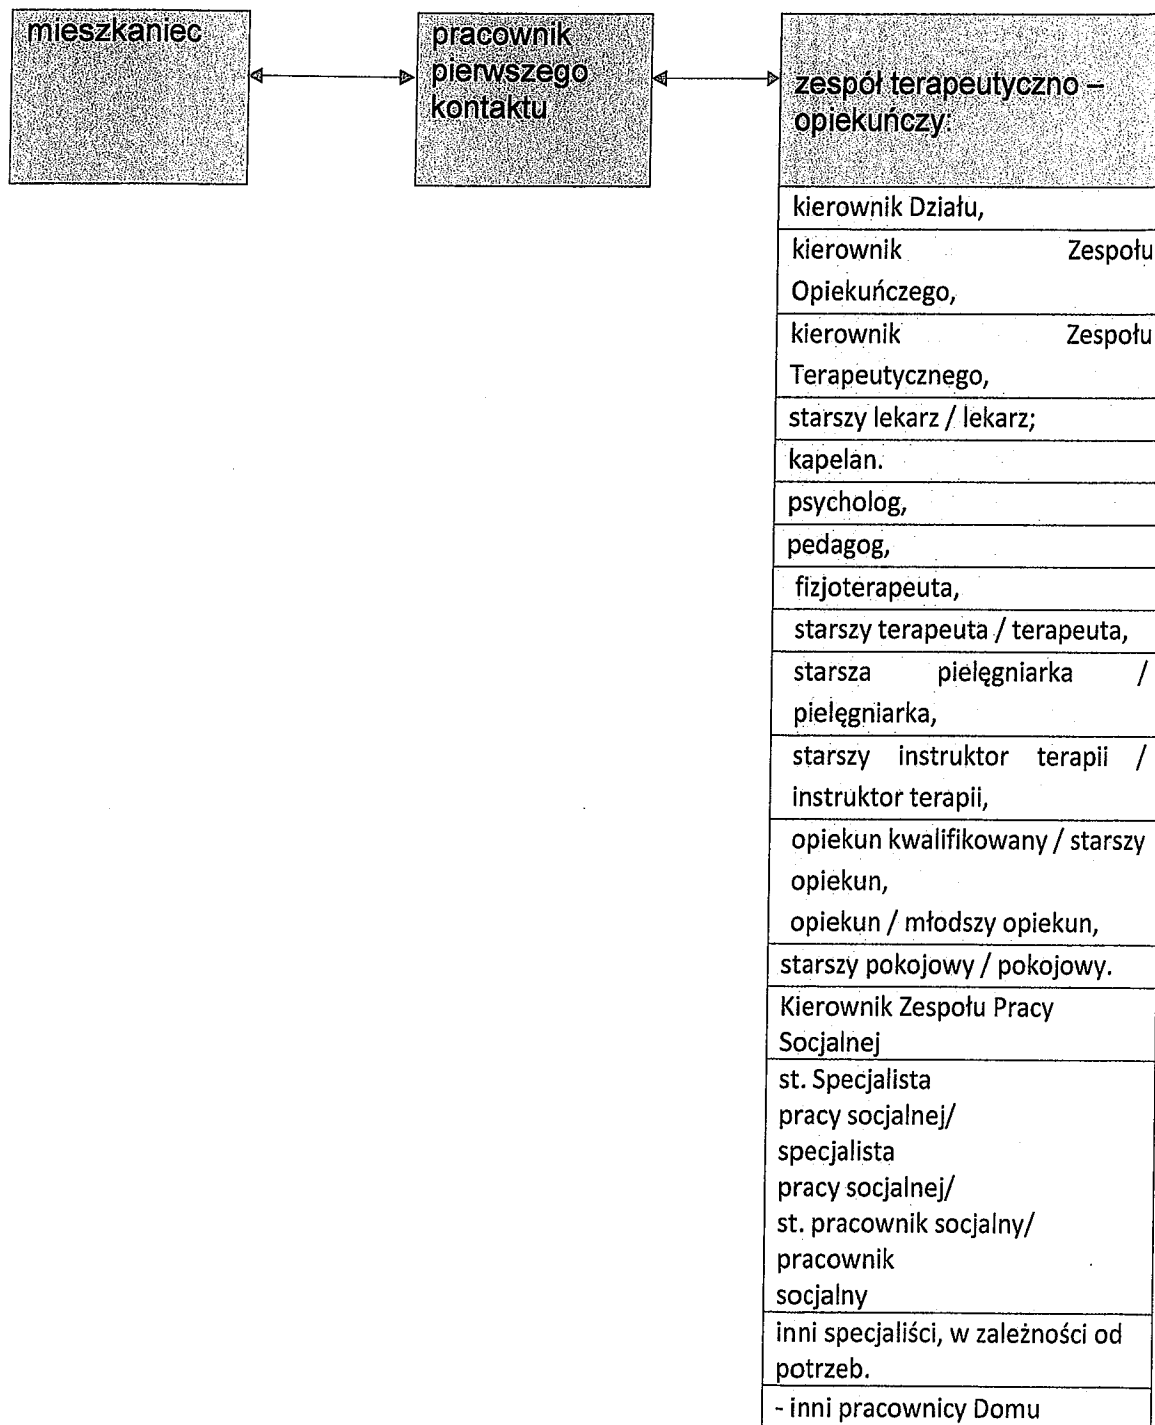 mieszkaniec
pracownik
pierwszego
kontaktu
zespół terapeutyczno –
opiekuńczy:
kierownik Działu,
kierownik Zespołu
Opiekuńczego,
kierownik Zespołu
Terapeutycznego,
starszy lekarz / lekarz;
kapelan.
psycholog,
pedagog,
fizjoterapeuta,
starszy terapeuta / terapeuta,
starsza pielęgniarka /
pielęgniarka,
starszy instruktor terapii /
instruktor terapii,
opiekun kwalifikowany / starszy
opiekun,
opiekun / młodszy opiekun,
starszy pokojowy / pokojowy.
Kierownik Zespołu Pracy
Socjalnej
st. Specjalista
pracy socjalnej/
specjalista
pracy socjalnej/
st. pracownik socjalny/
pracownik
socjalny
inni specjaliści, w zależności od
potrzeb.
- inni pracownicy Domu